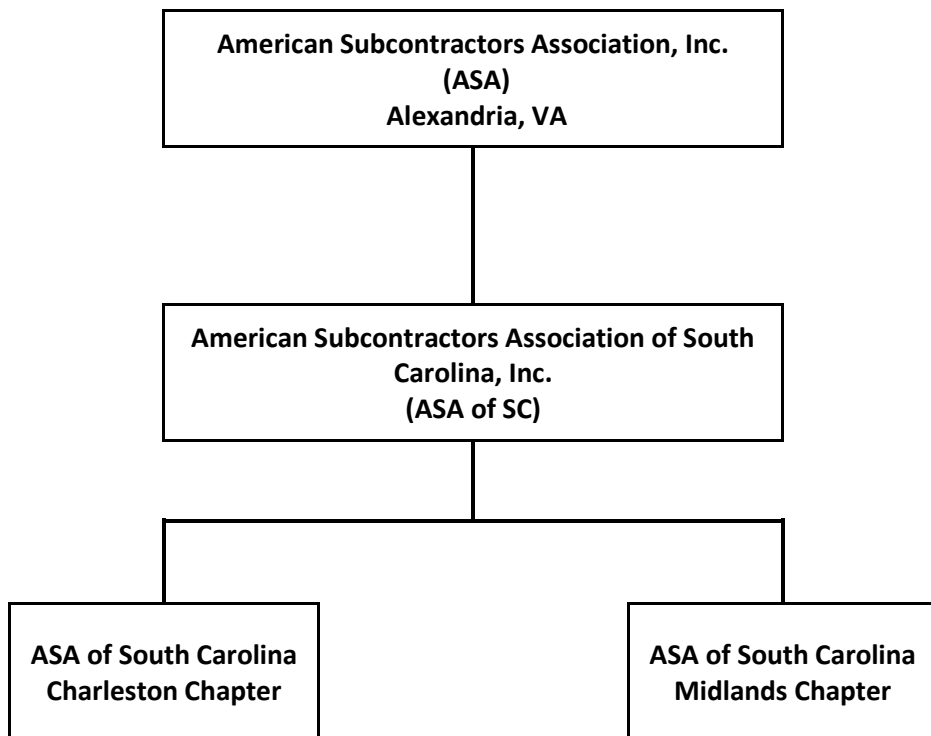 American Subcontractors Association, Inc.
(ASA)
Alexandria, VA
American Subcontractors Association of South
Carolina, Inc.
(ASA of SC)
ASA of South Carolina
Charleston Chapter
ASA of South Carolina
Midlands Chapter